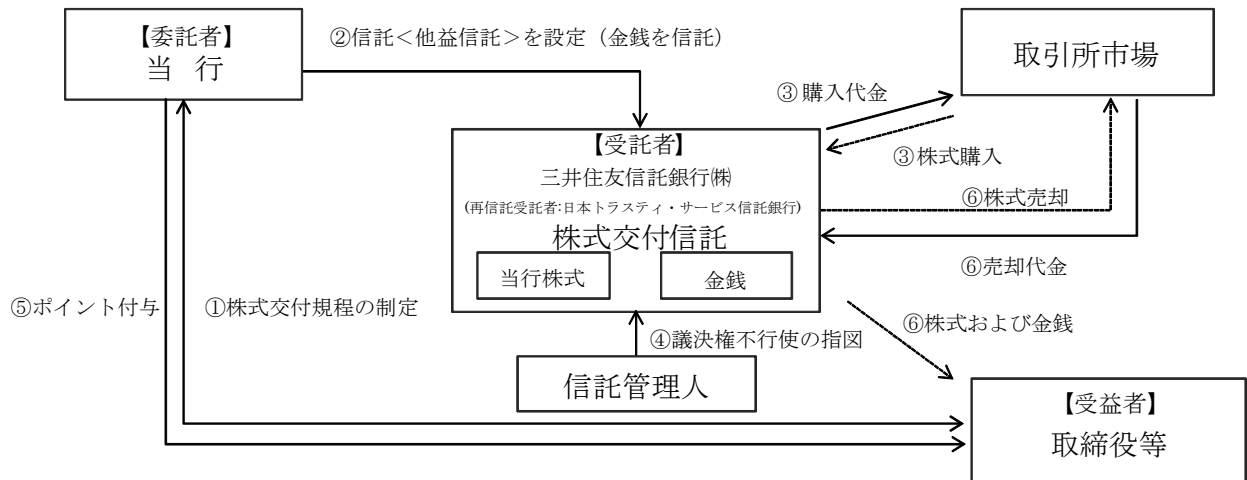 【委託者】
当 行
②信託＜他益信託＞を設定（金銭を信託）
取引所市場
③購入代金
③株式購入
【受託者】
三井住友信託銀行㈱
(再信託受託者:日本トラスティ・サービス信託銀行)
株式交付信託
当行株式
金銭
⑥株式売却
⑥売却代金
⑤ポイント付与
①株式交付規程の制定
④議決権不行使の指図
⑥株式および金銭
信託管理人
【受益者】
取締役等